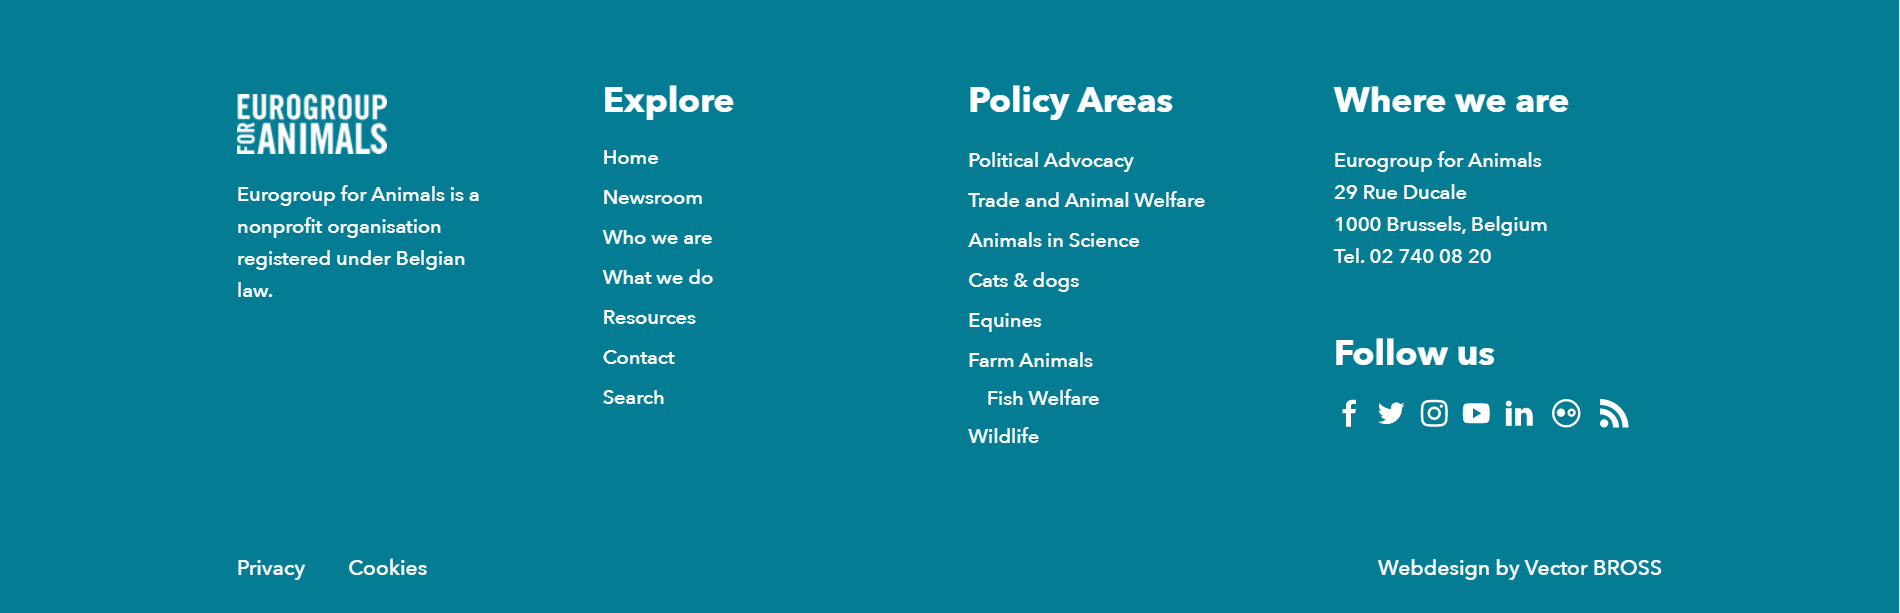 EUROGROUP
FOR ANIMALS
Eurogroup for Animals is a
nonprofit organisation
registered under Belgian
law.
Explore
Home
Newsroom
Who we are
What we do
Resources
Contact
Search
Policy Areas
Political Advocacy
Trade and Animal Welfare
Animals in Science
Cats & dogs
Equines
Farm Animals
Fish Welfare
Wildlife
Where we are
Eurogroup for Animals
29 Rue Ducale
1000 Brussels, Belgium
Tel. 02 740 08 20
Follow us
Privacy
Cookies
Webdesign by Vector BROSS